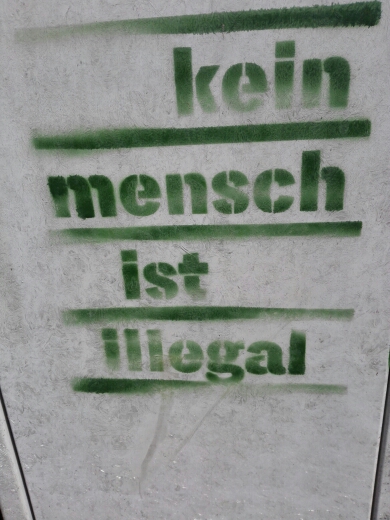 kein
mensch
ist
illegal